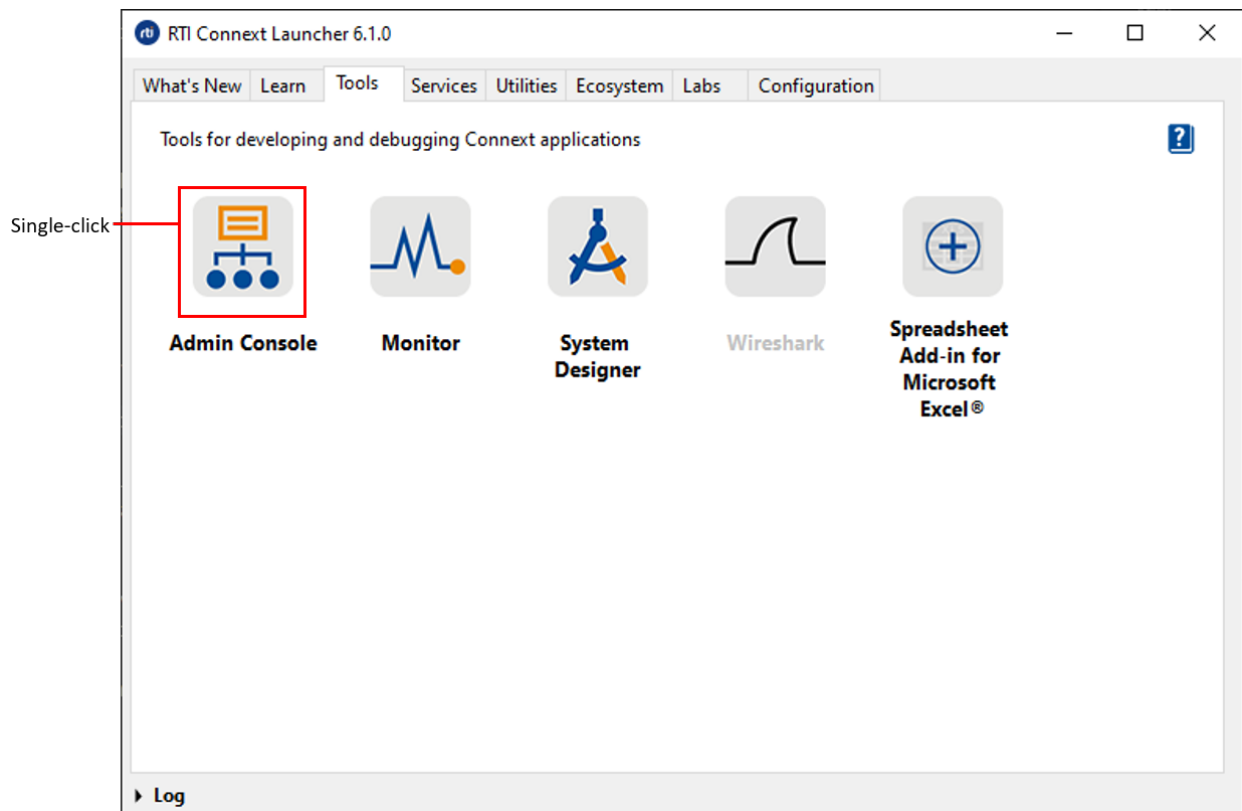 rti RTI Connext Launcher 6.1.0
What's New Learn Tools Services Utilities Ecosystem Labs Configuration
Tools for developing and debugging Connext applications
?
Single-click
Admin Console
Monitor
System
Designer
Wireshark
Spreadsheet
Add-in for
Microsoft
Excel®
Log